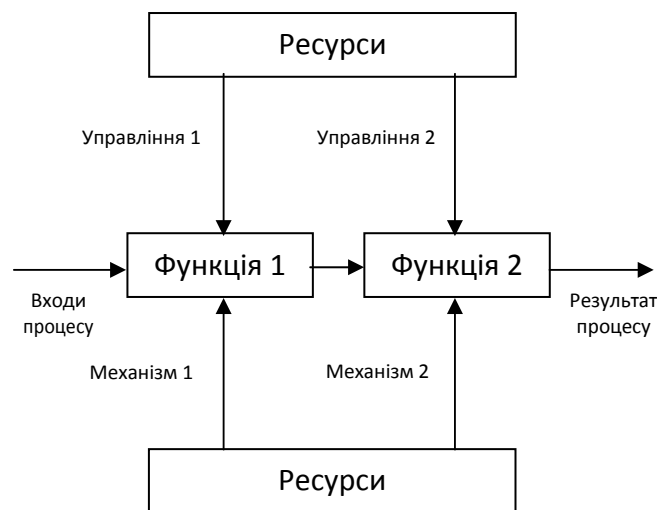 Ресурси
Управління 1
Управління 2
Функція 1
Функція 2
Входи
процесу
Результат
процесу
Механізм 1
Механізм 2
Ресурси